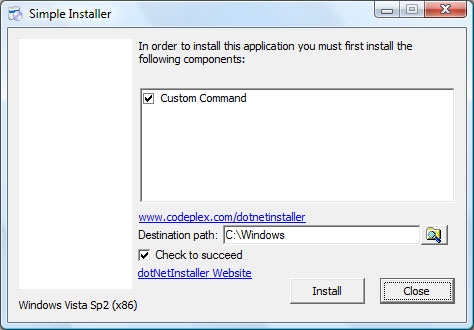 Simple Installer
In order to install this application you must first install the
following components:
Custom Command
www.codeplex.com/dotnetinstaller
Destination path: C:\Windows
Check to succeed
dotNetInstaller Website
Install Close
Windows Vista Sp2 (x86)